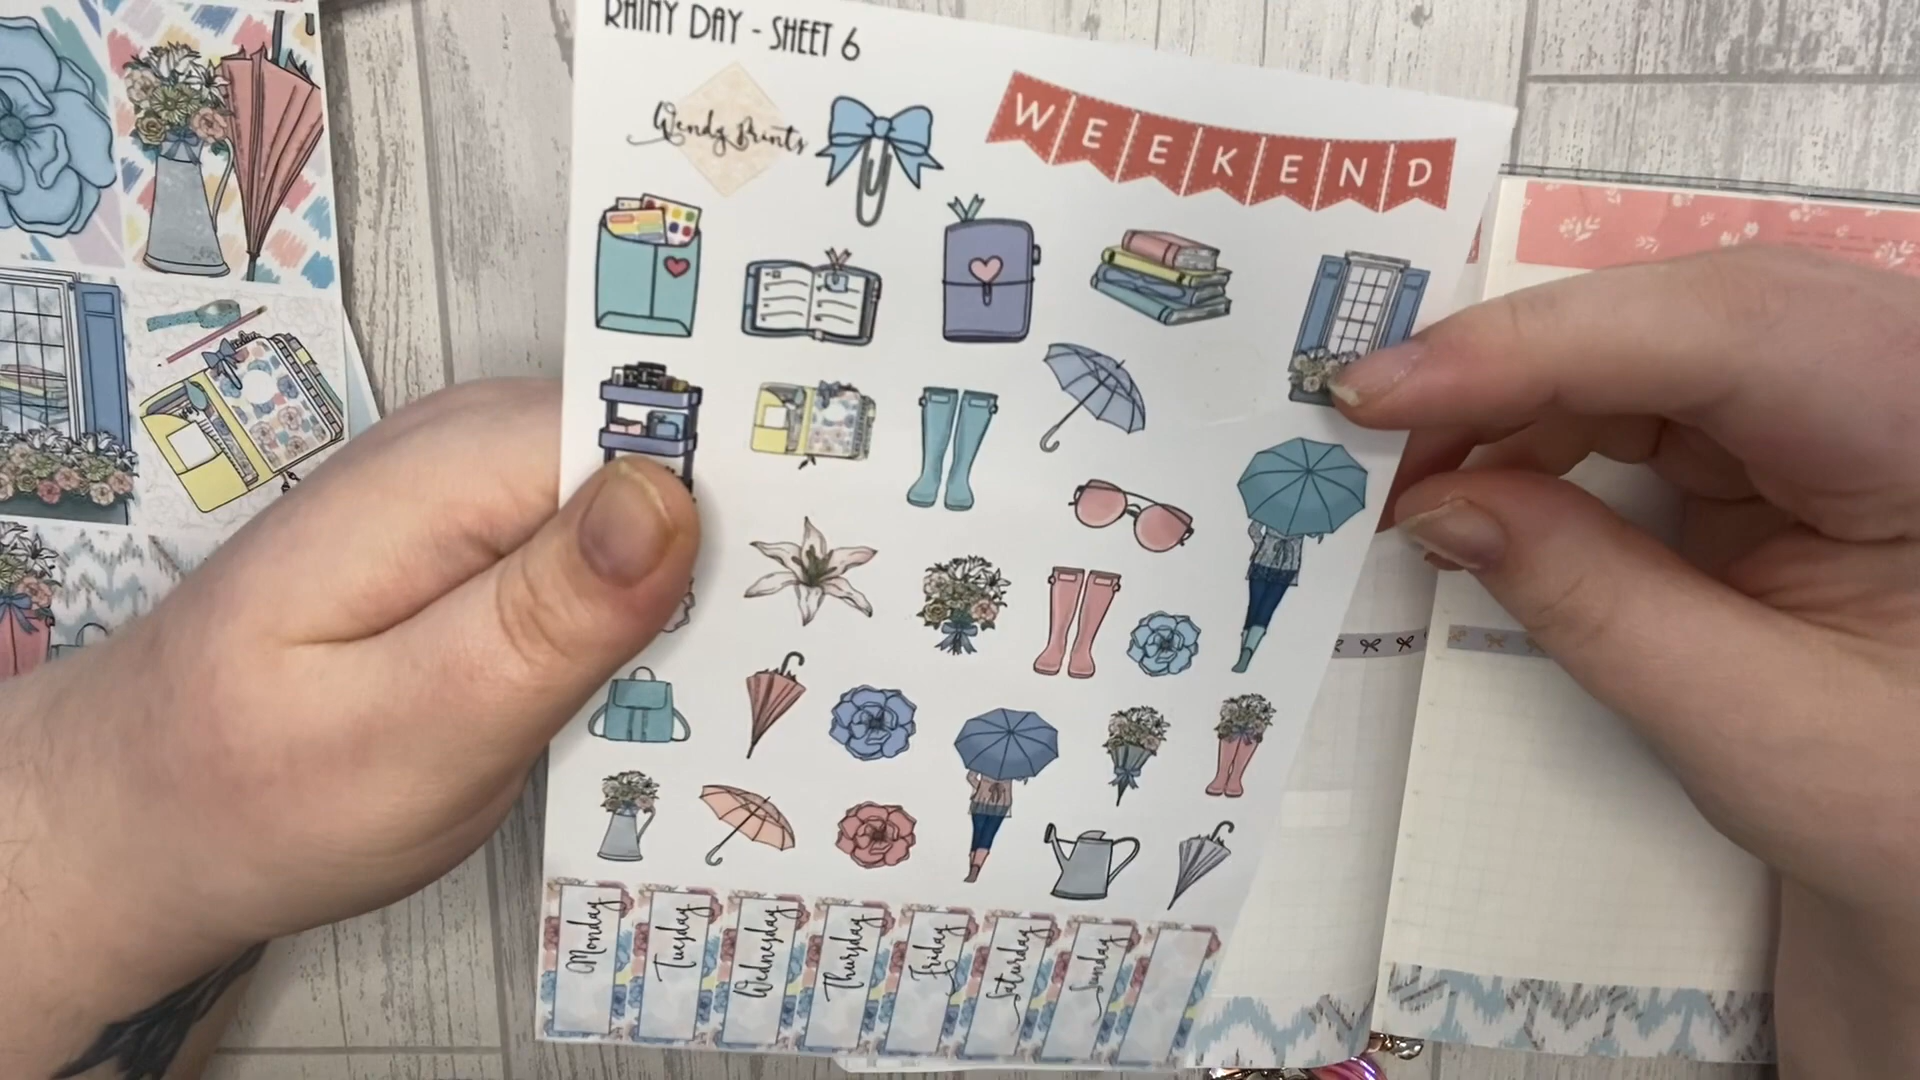 RAINY DAY - SHEET 6
Wendy Prints
WEEKEND
Monday
Tuesday
Wednesday
Thursday
Friday
Saturday
Sunday